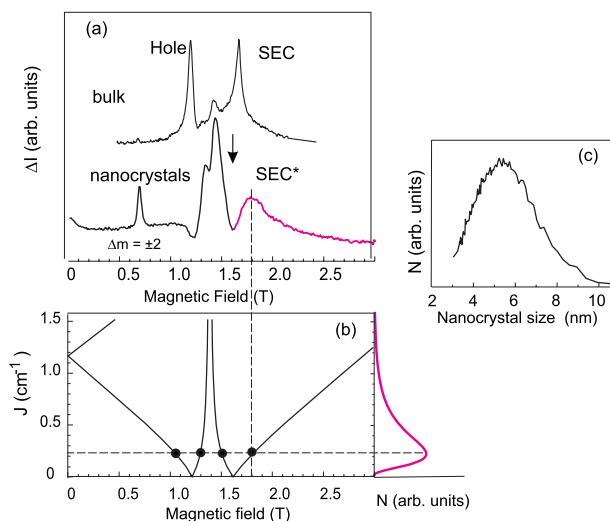 (a)
Hole
SEC
bulk
ΔI (arb. units)
nanocrystals
SEC*
Δm = ±2
0 0.5 1.0 1.5 2.0 2.5
Magnetic Field (T)
(c)
N (arb. units)
2 4 6 8 10
Nanocrystal size (nm)
(b)
1.5
1.0
0.5
0
J (cm-1)
0 0.5 1.0 1.5 2.0 2.5
Magnetic field (T)
N (arb. units)